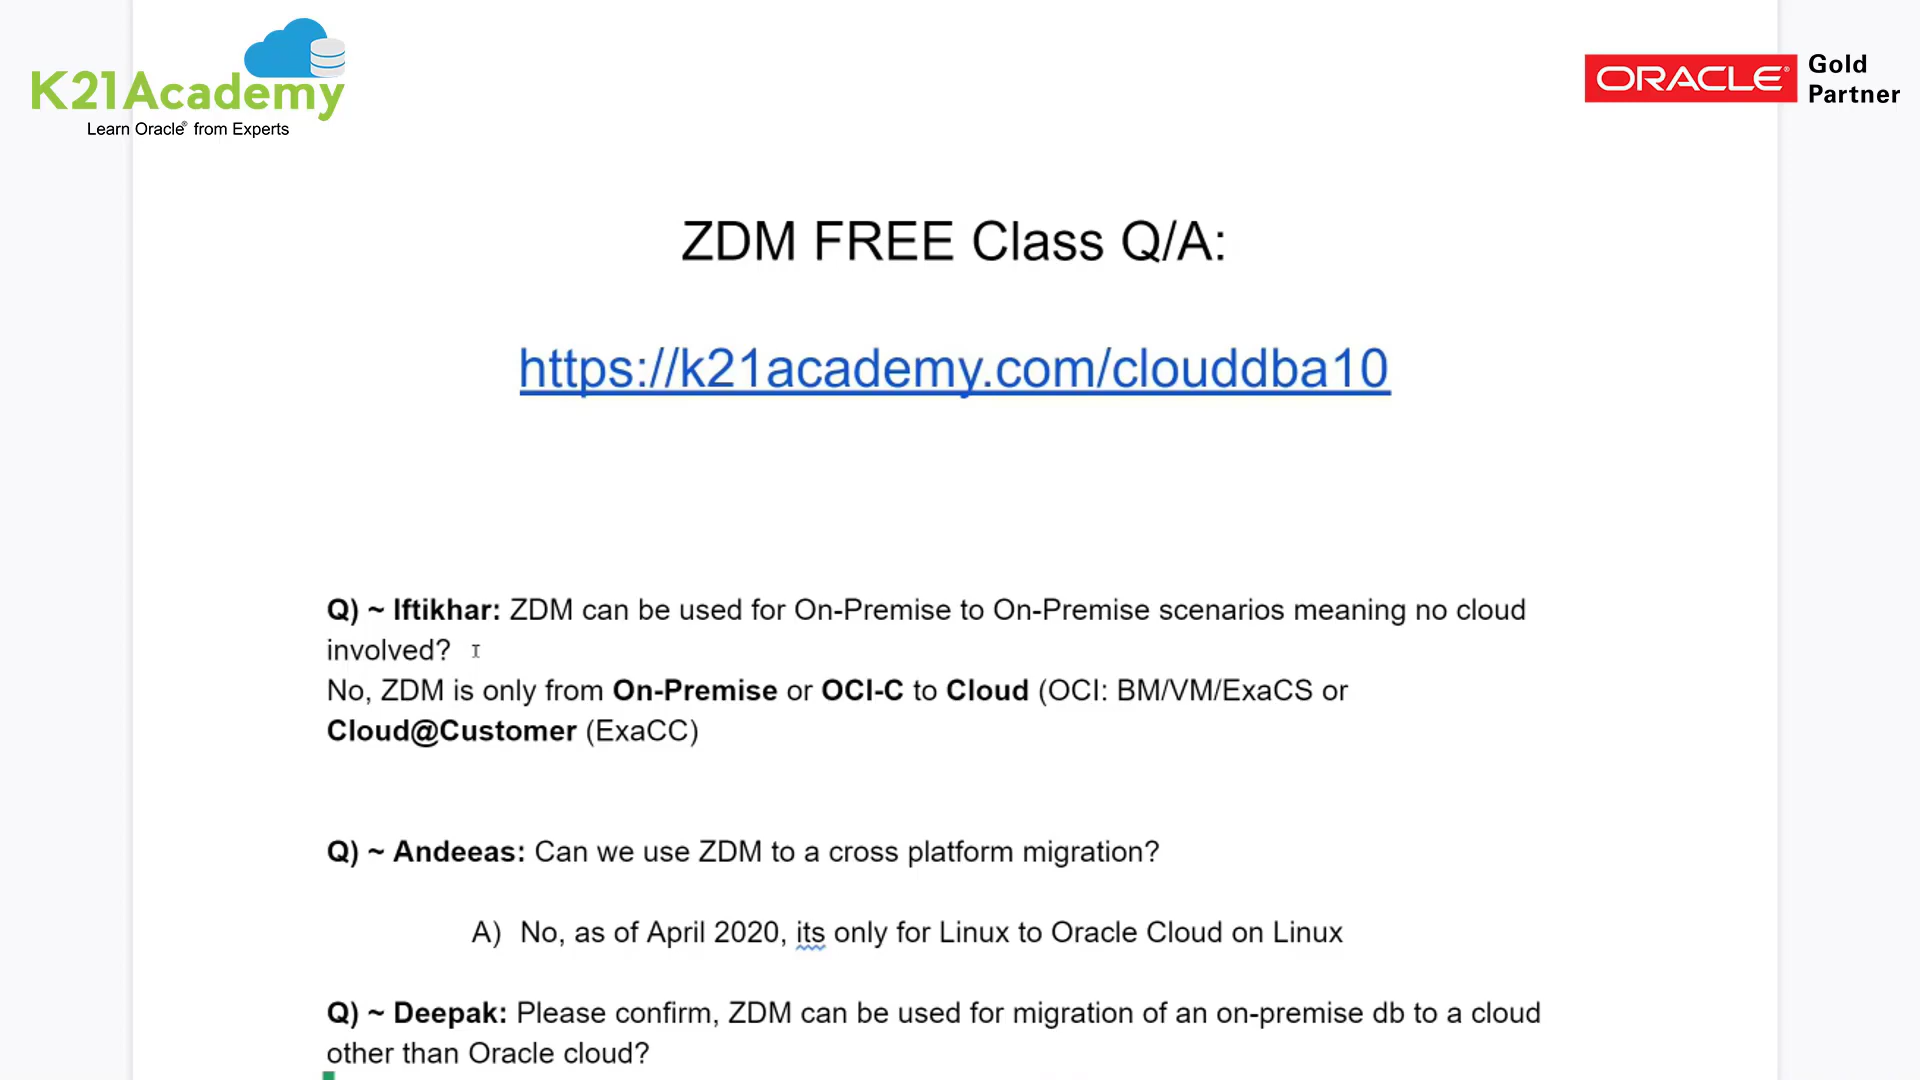 K21Academy
Learn Oracle® from Experts
ORACLE®
Gold
Partner
ZDM FREE Class Q/A:
https://k21academy.com/clouddba10
Q) ~ Iftikhar: ZDM can be used for On-Premise to On-Premise scenarios meaning no cloud
involved?
No, ZDM is only from On-Premise or OCI-C to Cloud (OCI: BM/VM/ExaCS or
Cloud@Customer (ExaCC)
Q) ~ Andeeas: Can we use ZDM to a cross platform migration?
A) No, as of April 2020, its only for Linux to Oracle Cloud on Linux
Q) ~ Deepak: Please confirm, ZDM can be used for migration of an on-premise db to a cloud
other than Oracle cloud?